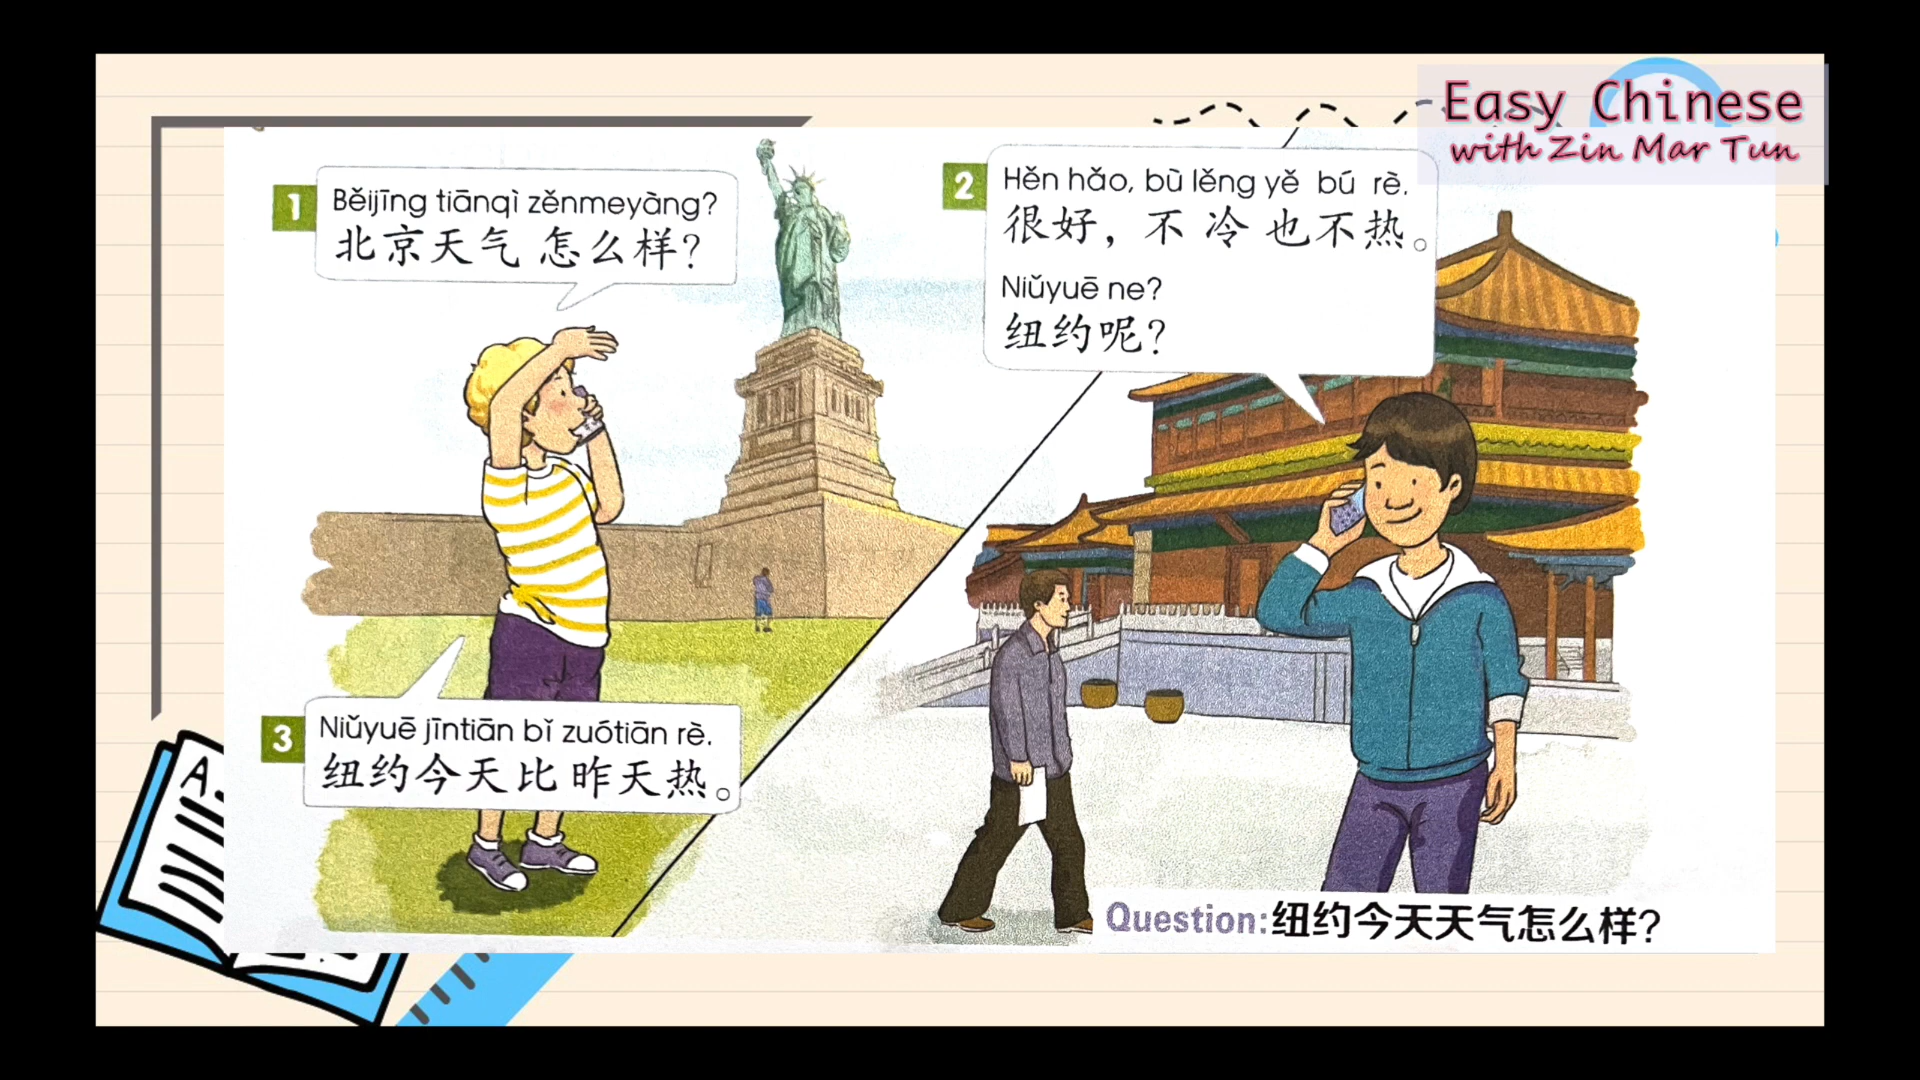 Easy Chinese
with Zin Mar Tun
1
Běijīng tiānqì zěnmeyàng?
北京天气 怎么样?
2
Hěn hǎo, bù lěng yě bú rè.
很好, 不 冷 也不热。
Niǔyuē ne?
纽约呢?
3
Niǔyuē jīntiān bǐ zuótiān rè.
纽约今天比 昨天热。
A.
Question:纽约今天天气怎么样?